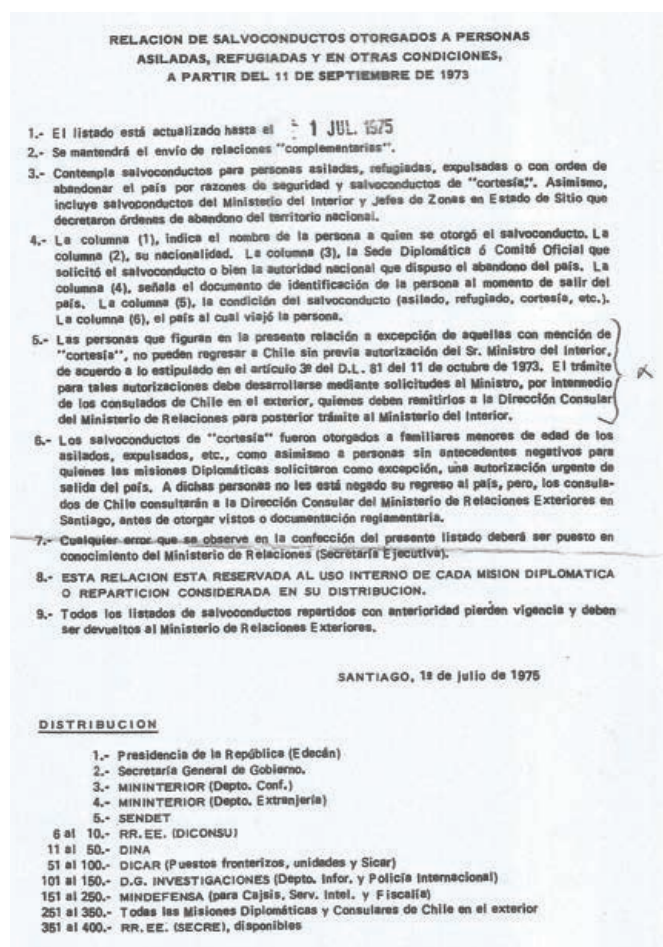 RELACION DE SALVOCONDUCTOS OTORGADOS A PERSONAS
ASILADAS, REFUGIADAS Y EN OTRAS CONDICIONES,
A PARTIR DEL 11 DE SEPTIEMBRE DE 1973
1.- El listado está actualizado hasta el 1 JUL. 1975
2.- Se mantendrá el envío de relaciones "complementarias".
3.- Contempla salvoconductos para personas asiladas, refugiadas, expulsadas o con orden de
abandonar el país por razones de seguridad y salvoconductos de "cortesía". Asimismo,
incluye salvoconductos del Ministerio del Interior y Jefes de Zonas en Estado de Sitio que
decretaron órdenes de abandono del territorio nacional.
4.- La columna (1), indica el nombre de la persona a quien se otorgó el salvoconducto. La
columna (2), su nacionalidad. La columna (3), la Sede Diplomática ó Comité Oficial que
solicitó el salvoconducto o bien la autoridad nacional que dispuso el abandono del país. La
columna (4), señala el documento de identificación de la persona al momento de salir del
país. La columna (5), la condición del salvoconducto (asilado, refugiado, cortesía, etc.).
La columna (6), el país al cual viajó la persona.
5.- Las personas que figuran en la presente relación a excepción de aquellas con mención de
"cortesía", no pueden regresar a Chile sin previa autorización del Sr. Ministro del Interior,
de acuerdo a lo estipulado en el artículo 3º del D.L. 81 del 11 de octubre de 1973. El trámite
para tales autorizaciones debe desarrollarse mediante solicitudes al Ministro, por intermedio
de los consulados de Chile en el exterior, quienes deben remitirlos a la Dirección Consular
del Ministerio de Relaciones para posterior trámite al Ministerio del Interior.
6.- Los salvoconductos de "cortesía" fueron otorgados a familiares menores de edad de los
asilados, expulsados, etc., como asimismo a personas sin antecedentes negativos para
quienes las misiones Diplomáticas solicitaron como excepción, una autorización urgente de
salida del país. A dichas personas no les está negado su regreso al país, pero, los consula-
dos de Chile consultarán a la Dirección Consular del Ministerio de Relaciones Exteriores en
Santiago, antes de otorgar vistos o documentación reglamentaria.
7.- Cualquier error que se observe en la confección del presente listado deberá ser puesto en
conocimiento del Ministerio de Relaciones (Secretaría Ejecutiva).
8.- ESTA RELACION ESTA RESERVADA AL USO INTERNO DE CADA MISION DIPLOMATICA
O REPARTICION CONSIDERADA EN SU DISTRIBUCION.
9.- Todos los listados de salvoconductos repartidos con anterioridad pierden vigencia y deben
ser devueltos al Ministerio de Relaciones Exteriores.
SANTIAGO, 1º de julio de 1975
DISTRIBUCION
1.- Presidencia de la República (Edecán)
2.- Secretaría General de Gobierno.
3.- MININTERIOR (Depto. Conf.)
4.- MININTERIOR (Depto. Extranjería)
5.- SENDET
6 al 10.- RR.EE. (DICONSU)
11 al 50.- DINA
51 al 100.- DICAR (Puestos fronterizos, unidades y Sicar)
101 al 150.- D.G. INVESTIGACIONES (Depto. Infor. y Policía Internacional)
151 al 250.- MINDEFENSA (para Cajsis, Serv. Intel. y Fiscalía)
251 al 350.- Todas las Misiones Diplomáticas y Consulares de Chile en el exterior
351 al 400.- RR.EE. (SECRE), disponibles